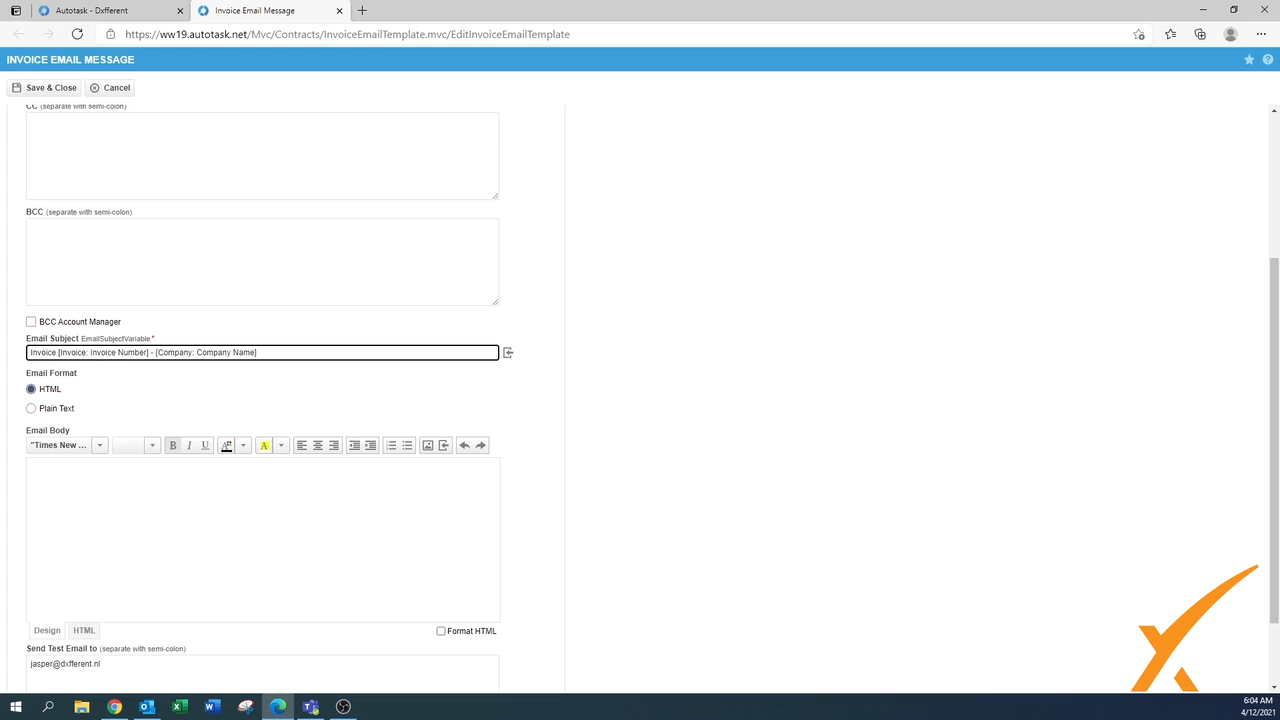 Autotask - Dxfferent
Invoice Email Message
https://ww19.autotask.net/Mvc/Contracts/InvoiceEmailTemplate.mvc/EditInvoiceEmailTemplate
INVOICE EMAIL MESSAGE
Save & Close
Cancel
CC (separate with semi-colon)
BCC (separate with semi-colon)
BCC Account Manager
Email Subject EmailSubjectVariable*
Invoice [Invoice: Invoice Number] - [Company: Company Name]
Email Format
HTML
Plain Text
Email Body
"Times New ...
B I U A A
Design
HTML
Format HTML
Send Test Email to (separate with semi-colon)
jasper@dxfferent.nl
6:04 AM
4/12/2021